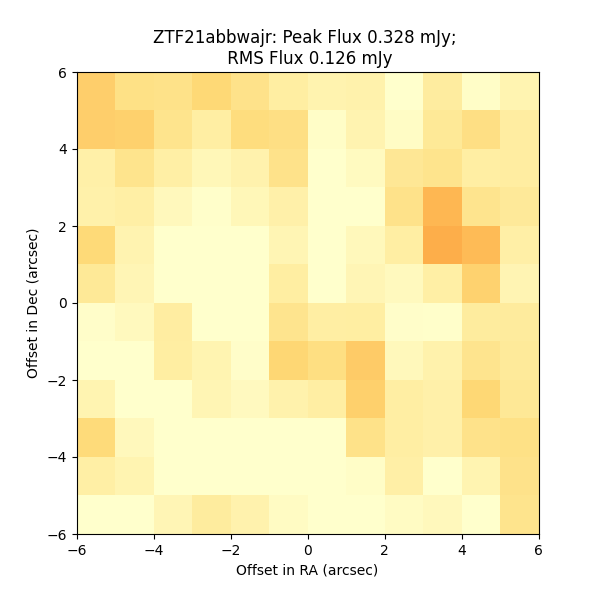 ZTF21abbwajr: Peak Flux 0.328 mJy;
RMS Flux 0.126 mJy
6
4
2
0
−2
−4
−6
Offset in Dec (arcsec)
−6 −4 −2 0 2 4 6
Offset in RA (arcsec)